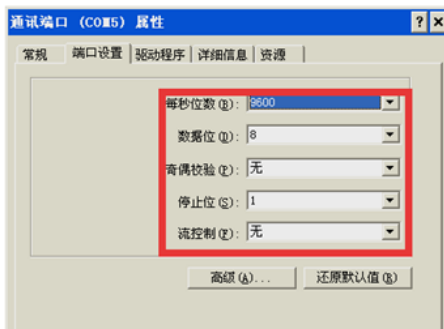 通讯端口 (COM5) 属性
常规 端口设置 驱动程序 详细信息 资源
每秒位数(B): 9600
数据位(D): 8
奇偶校验(P): 无
停止位(S): 1
流控制(F): 无
高级(A)... 还原默认值(R)